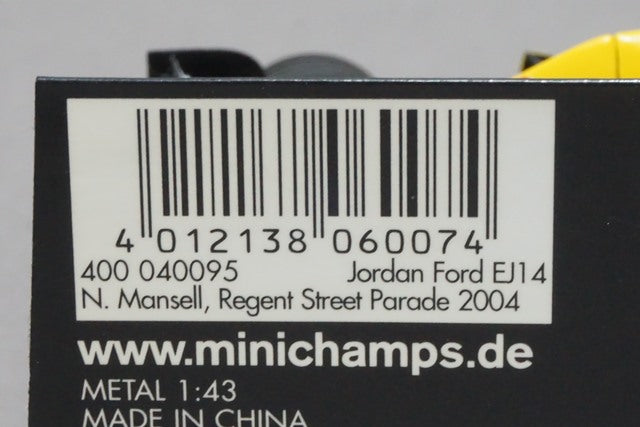 4 012138 060074
400 040095 Jordan Ford EJ14
N. Mansell, Regent Street Parade 2004
www.minichamps.de
METAL 1:43
MADE IN CHINA